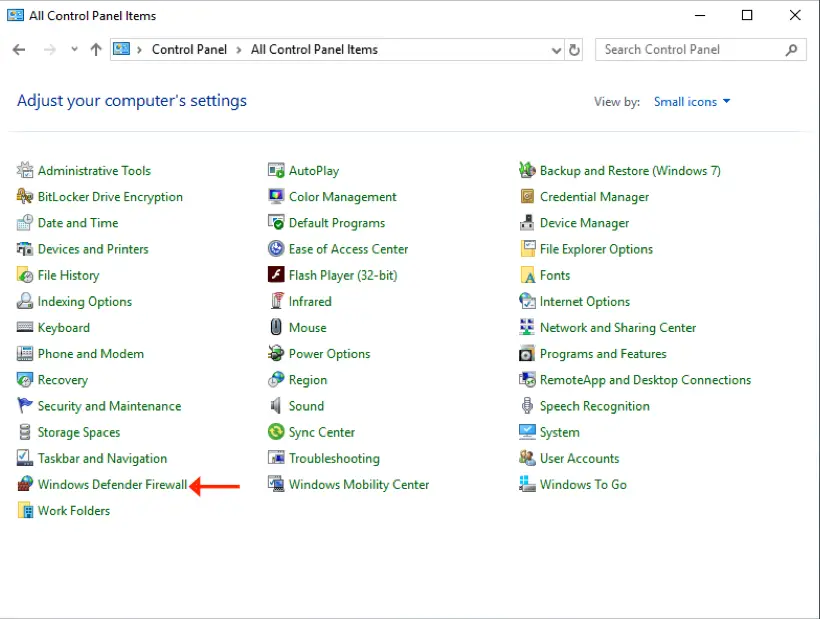 All Control Panel Items
Control Panel > All Control Panel Items
Search Control Panel
Adjust your computer's settings
View by: Small icons
Administrative Tools
AutoPlay
Backup and Restore (Windows 7)
BitLocker Drive Encryption
Color Management
Credential Manager
Date and Time
Default Programs
Device Manager
Devices and Printers
Ease of Access Center
File Explorer Options
File History
Flash Player (32-bit)
Fonts
Indexing Options
Infrared
Internet Options
Keyboard
Mouse
Network and Sharing Center
Phone and Modem
Power Options
Programs and Features
Recovery
Region
RemoteApp and Desktop Connections
Security and Maintenance
Sound
Speech Recognition
Storage Spaces
Sync Center
System
Taskbar and Navigation
Troubleshooting
User Accounts
Windows Defender Firewall
Windows Mobility Center
Windows To Go
Work Folders